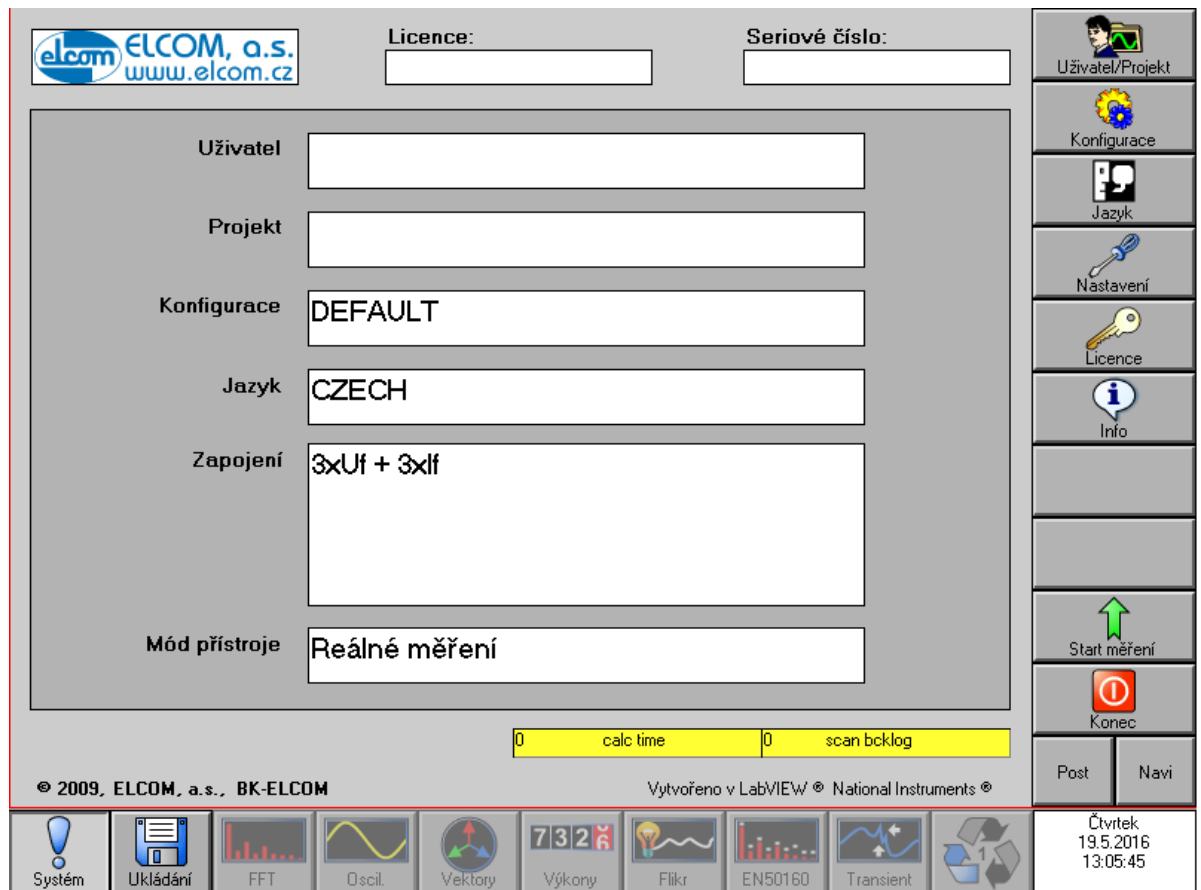 elcom ELCOM, a.s.
www.elcom.cz
Licence:
Seriové číslo:
Uživatel
Projekt
Konfigurace
DEFAULT
Jazyk
CZECH
Zapojení
3xUf + 3xIf
Mód přístroje
Reálné měření
0 calc time 0 scan bcklog
© 2009, ELCOM, a.s., BK-ELCOM
Vytvořeno v LabVIEW ® National Instruments ®
Uživatel/Projekt
Konfigurace
Jazyk
Nastavení
Licence
Info
Start měření
Konec
Post Navi
Systém
Ukládání
FFT
Oscil.
Vektory
7326
Výkony
Flikr
EN50160
Transient
1
Čtvrtek
19.5.2016
13:05:45